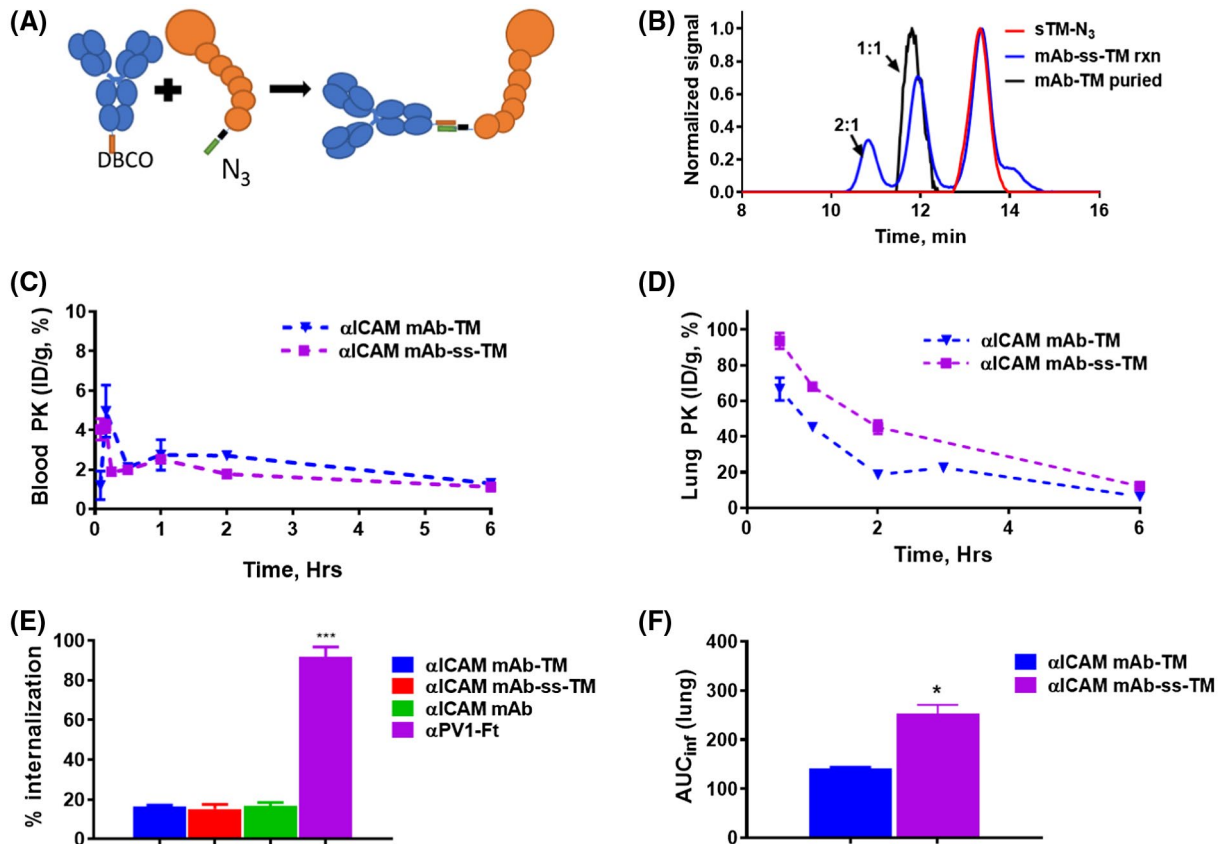 (A)
DBCO
N3
(B)
Normalized signal
1.0
0.8
0.6
0.4
0.2
0.0
8
10
12
14
16
Time, min
1:1
2:1
sTM-N3
mAb-ss-TM rxn
mAb-TM puried
(C)
Blood PK (ID/g, %)
10
8
6
4
2
0
0
1
2
3
4
5
6
Time, Hrs
αICAM mAb-TM
αICAM mAb-ss-TM
(D)
Lung PK (ID/g, %)
100
80
60
40
20
0
0
2
4
6
Time, Hrs
αICAM mAb-TM
αICAM mAb-ss-TM
(E)
% internalization
100
80
60
40
20
0
***
αICAM mAb-TM
αICAM mAb-ss-TM
αICAM mAb
αPV1-Ft
(F)
AUCinf (lung)
400
300
200
100
0
*
αICAM mAb-TM
αICAM mAb-ss-TM